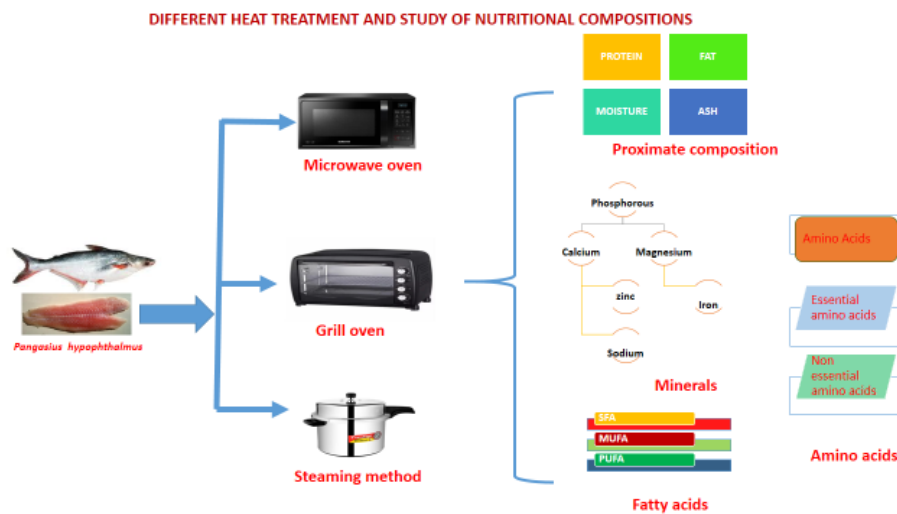 DIFFERENT HEAT TREATMENT AND STUDY OF NUTRITIONAL COMPOSITIONS
PROTEIN
FAT
MOISTURE
ASH
Proximate composition
Microwave oven
Phosphorous
Calcium
Magnesium
zinc
Iron
Sodium
Minerals
Amino Acids
Essential
amino acids
Non
essential
amino acids
Amino acids
Pangasius hypophthalmus
Grill oven
Steaming method
SFA
MUFA
PUFA
Fatty acids